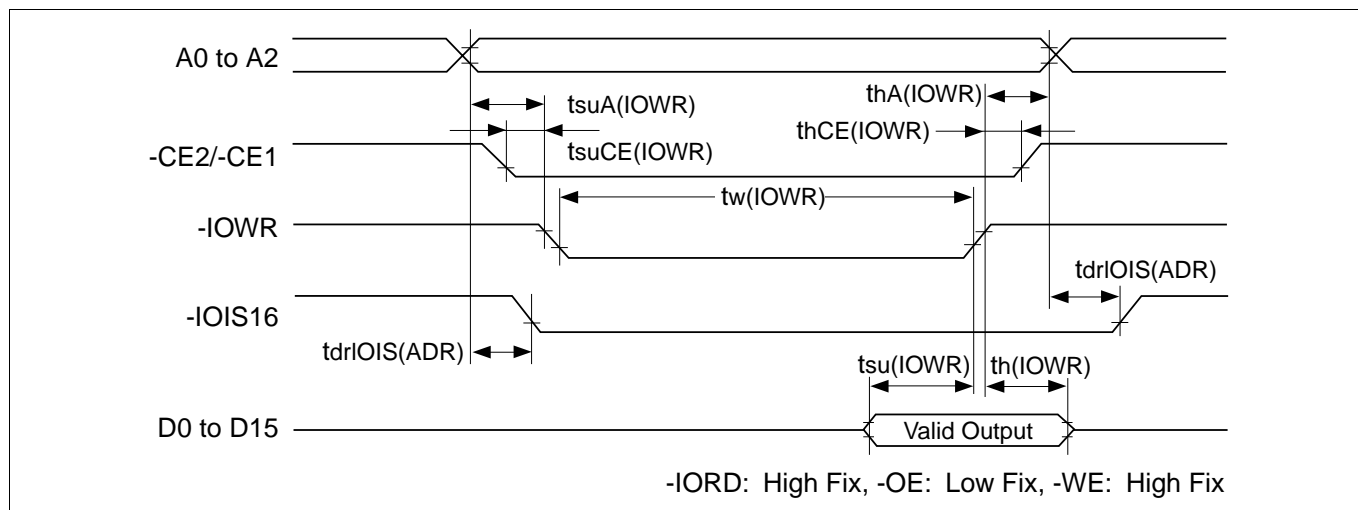 A0 to A2
tsuA(IOWR)
thA(IOWR)
thCE(IOWR)
-CE2/-CE1
tsuCE(IOWR)
tw(IOWR)
-IOWR
tdrIOIS(ADR)
-IOIS16
tdrIOIS(ADR)
tsu(IOWR)
th(IOWR)
D0 to D15
Valid Output
-IORD: High Fix, -OE: Low Fix, -WE: High Fix